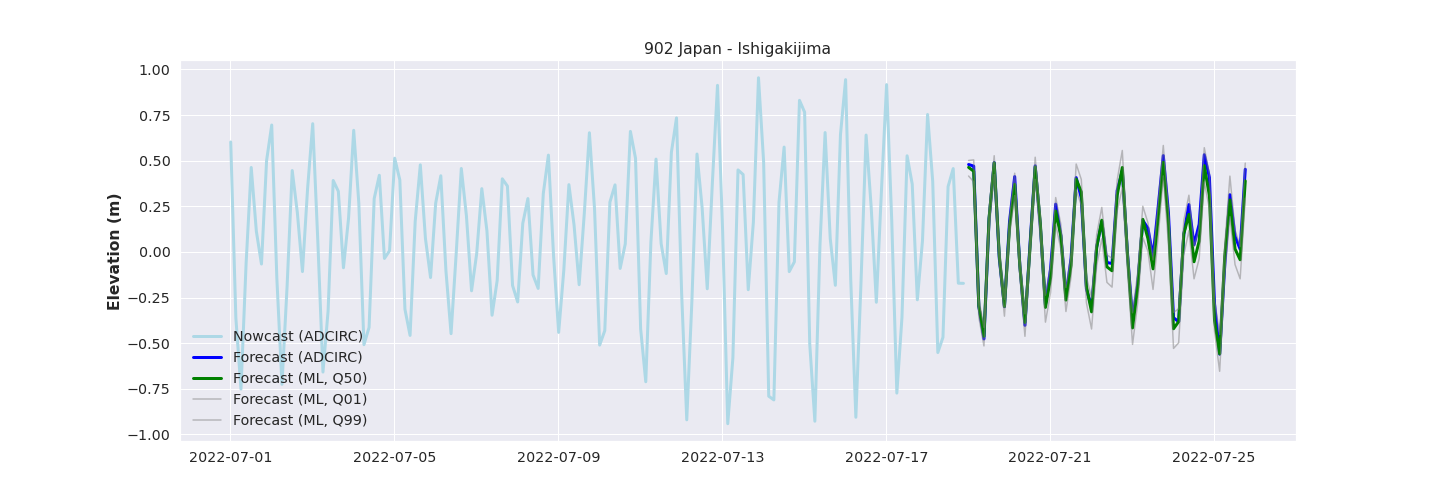 902 Japan - Ishigakijima
Elevation (m)
1.00
0.75
0.50
0.25
0.00
−0.25
−0.50
−0.75
−1.00
Nowcast (ADCIRC)
Forecast (ADCIRC)
Forecast (ML, Q50)
Forecast (ML, Q01)
Forecast (ML, Q99)
2022-07-01 2022-07-05 2022-07-09 2022-07-13 2022-07-17 2022-07-21 2022-07-25